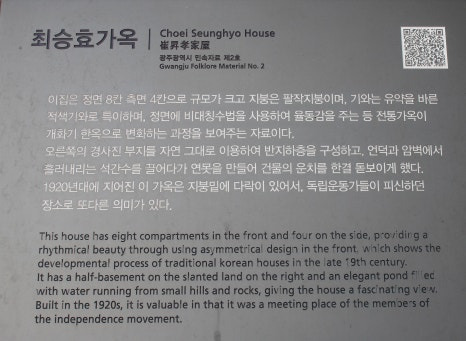 최승효가옥
Choei Seunghyo House
崔昇孝家屋
광주광역시 민속자료 제2호
Gwangju Folklore Material No. 2
이집은 정면 8칸 측면 4칸으로 규모가 크고 지붕은 팔작지붕이며, 기와는 유약을 바른
적색기와로 특이하며, 정면에 비대칭수법을 사용하여 율동감을 주는 등 전통가옥이
개화기 한옥으로 변화하는 과정을 보여주는 자료이다.
오른쪽의 경사진 부지를 자연 그대로 이용하여 반지하층을 구성하고, 언덕과 암벽에서
흘러내리는 석간수를 끌어다가 연못을 만들어 건물의 운치를 한결 돋보이게 했다.
1920년대에 지어진 이 가옥은 지붕밑에 다락이 있어서, 독립운동가들이 피신하던
장소로 또다른 의미가 있다.
This house has eight compartments in the front and four on the side, providing a
rhythmical beauty through using asymmetrical design in the front, which shows the
developmental process of traditional korean houses in the late 19th century.
It has a half-basement on the slanted land on the right and an elegant pond filled
with water running from small hills and rocks, giving the house a fascinating view.
Built in the 1920s, it is valuable in that it was a meeting place of the members of
the independence movement.